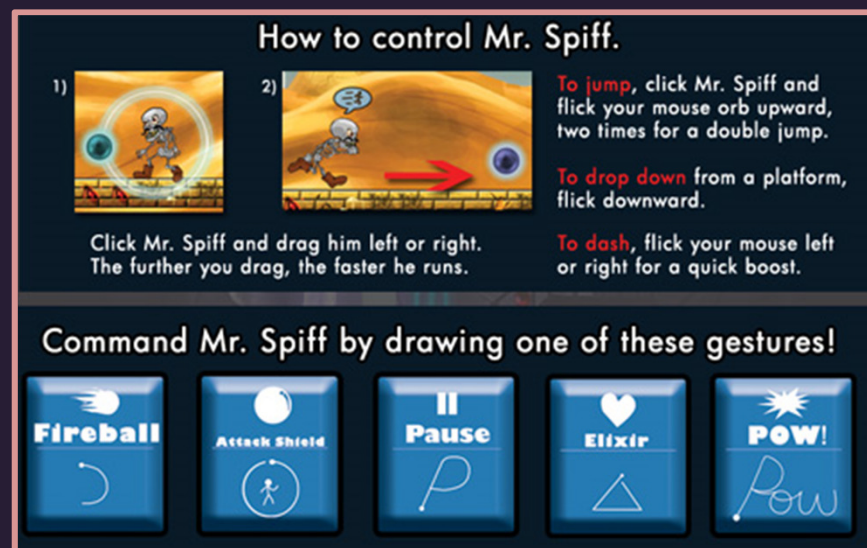 How to control Mr. Spiff.
1)
2)
Click Mr. Spiff and drag him left or right.
The further you drag, the faster he runs.
To jump, click Mr. Spiff and
flick your mouse orb upward,
two times for a double jump.
To drop down from a platform,
flick downward.
To dash, flick your mouse left
or right for a quick boost.
Command Mr. Spiff by drawing one of these gestures!
Fireball
Attack Shield
Pause
P
Elixir
POW!
Pow